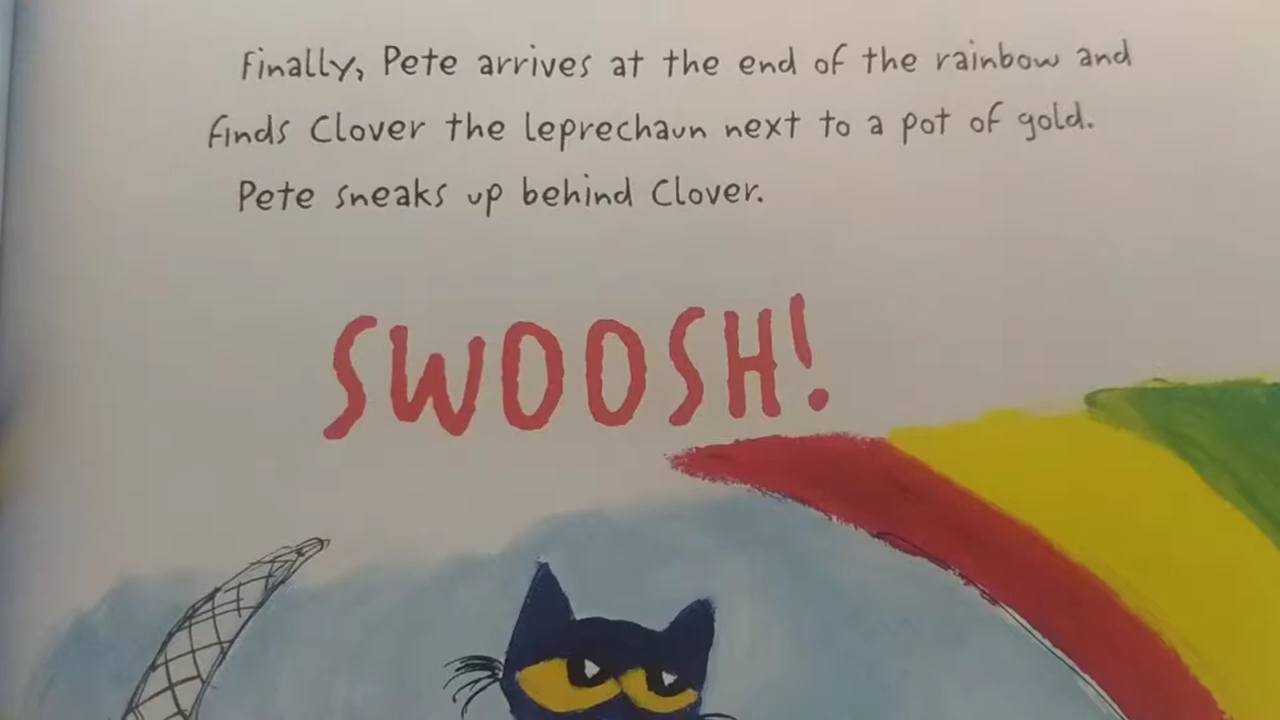 Finally, Pete arrives at the end of the rainbow and
finds Clover the leprechaun next to a pot of gold.
Pete sneaks up behind Clover.
SWOOSH!